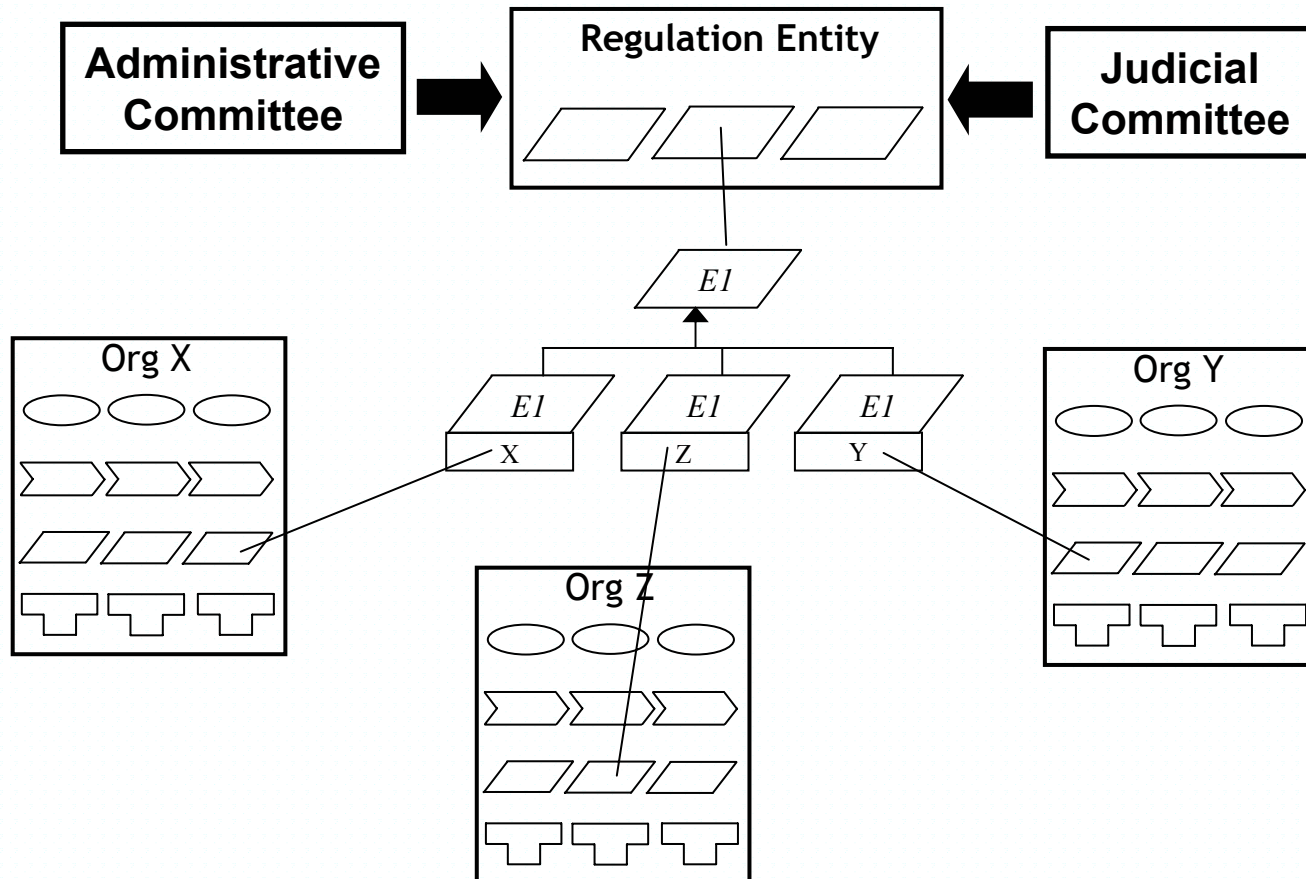 Administrative
Committee
Regulation Entity
Judicial
Committee
E1
Org X
E1
E1
E1
Org Y
X
Z
Y
Org Z